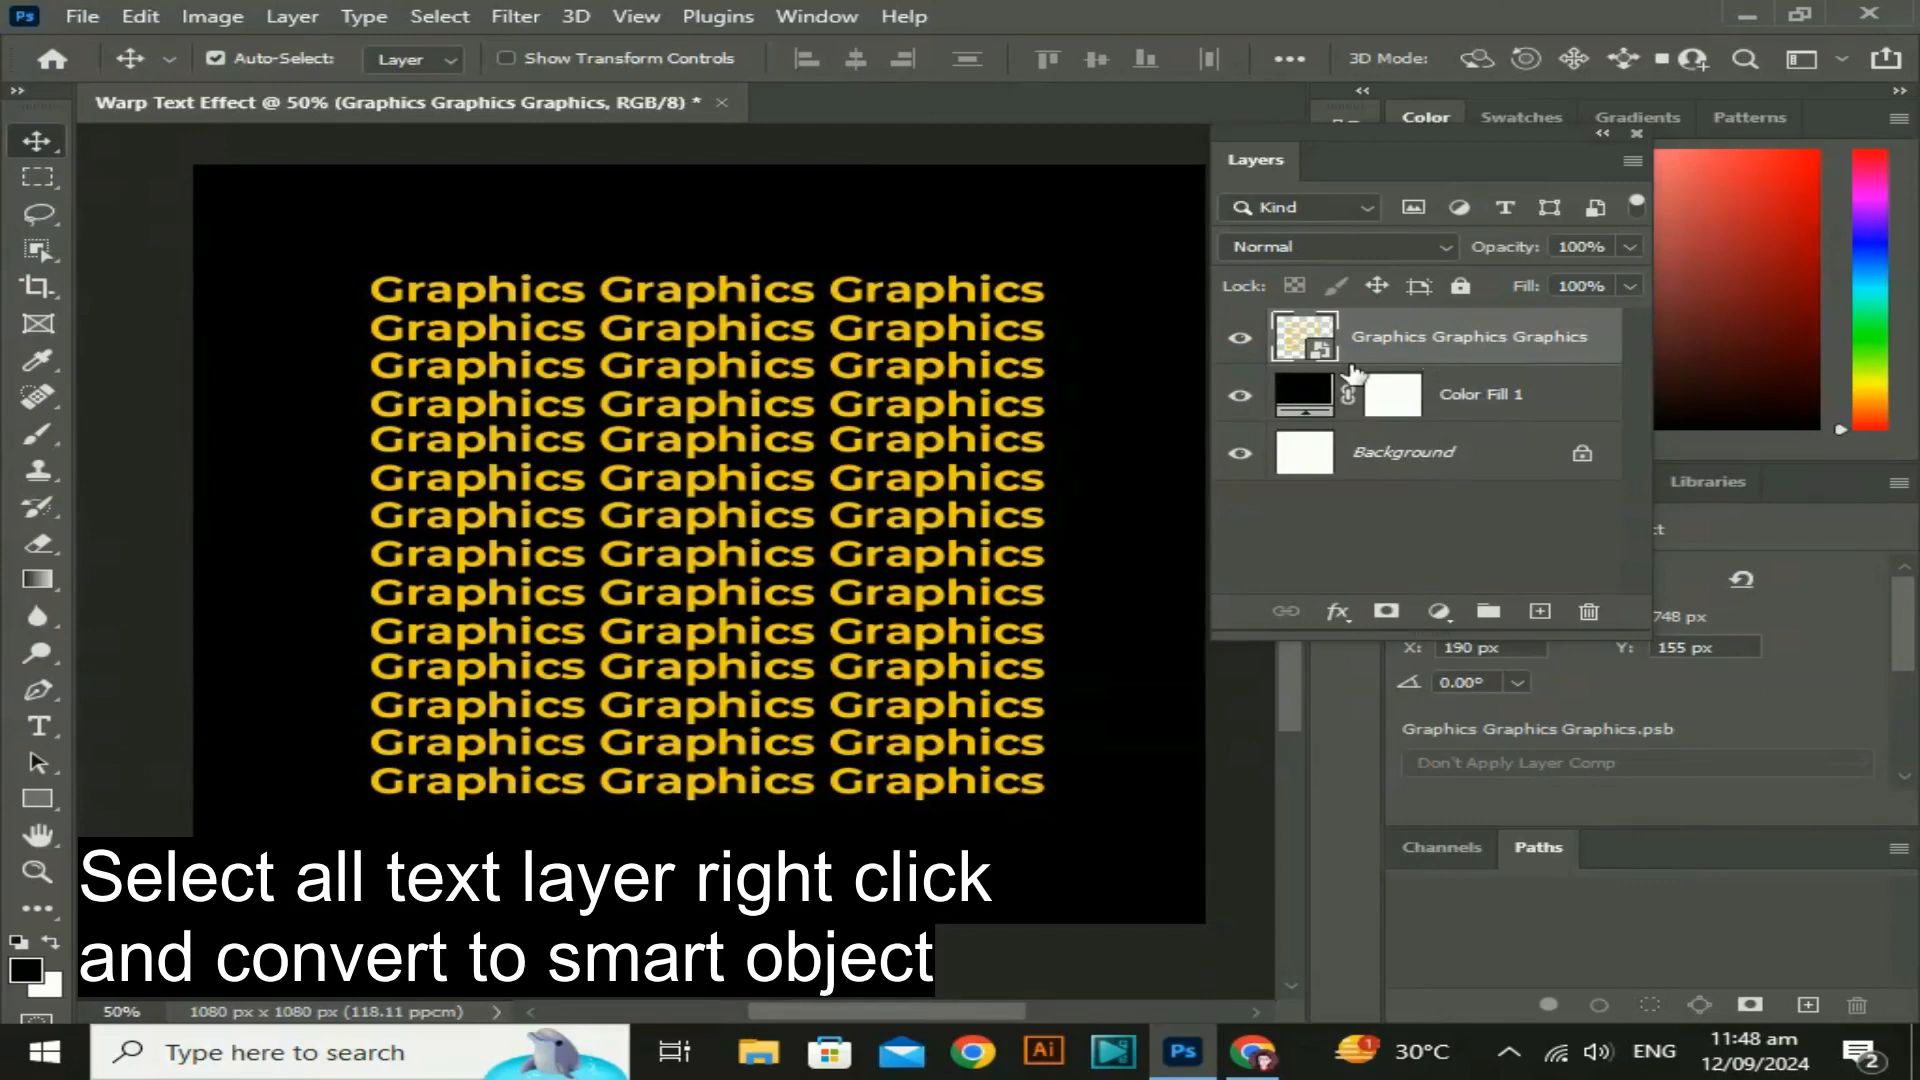 Ps File Edit Image Layer Type Select Filter 3D View Plugins Window Help
Auto-Select: Layer Show Transform Controls 3D Mode:
Warp Text Effect @ 50% (Graphics Graphics Graphics, RGB/8) *
Color Swatches Gradients Patterns
Layers
Kind
Normal Opacity: 100%
Lock: Fill: 100%
Graphics Graphics Graphics
Color Fill 1
Background
fx
Libraries
748 px
X: 190 px Y: 155 px
0.00°
Graphics Graphics Graphics.psb
Don't Apply Layer Comp
Channels Paths
Graphics Graphics Graphics
Graphics Graphics Graphics
Graphics Graphics Graphics
Graphics Graphics Graphics
Graphics Graphics Graphics
Graphics Graphics Graphics
Graphics Graphics Graphics
Graphics Graphics Graphics
Graphics Graphics Graphics
Graphics Graphics Graphics
Graphics Graphics Graphics
Graphics Graphics Graphics
Graphics Graphics Graphics
Graphics Graphics Graphics
Select all text layer right click
and convert to smart object
50% 1080 px x 1080 px (118.11 ppcm)
Type here to search
Ai
Ps
1
30°C
ENG
11:48 am
12/09/2024
2